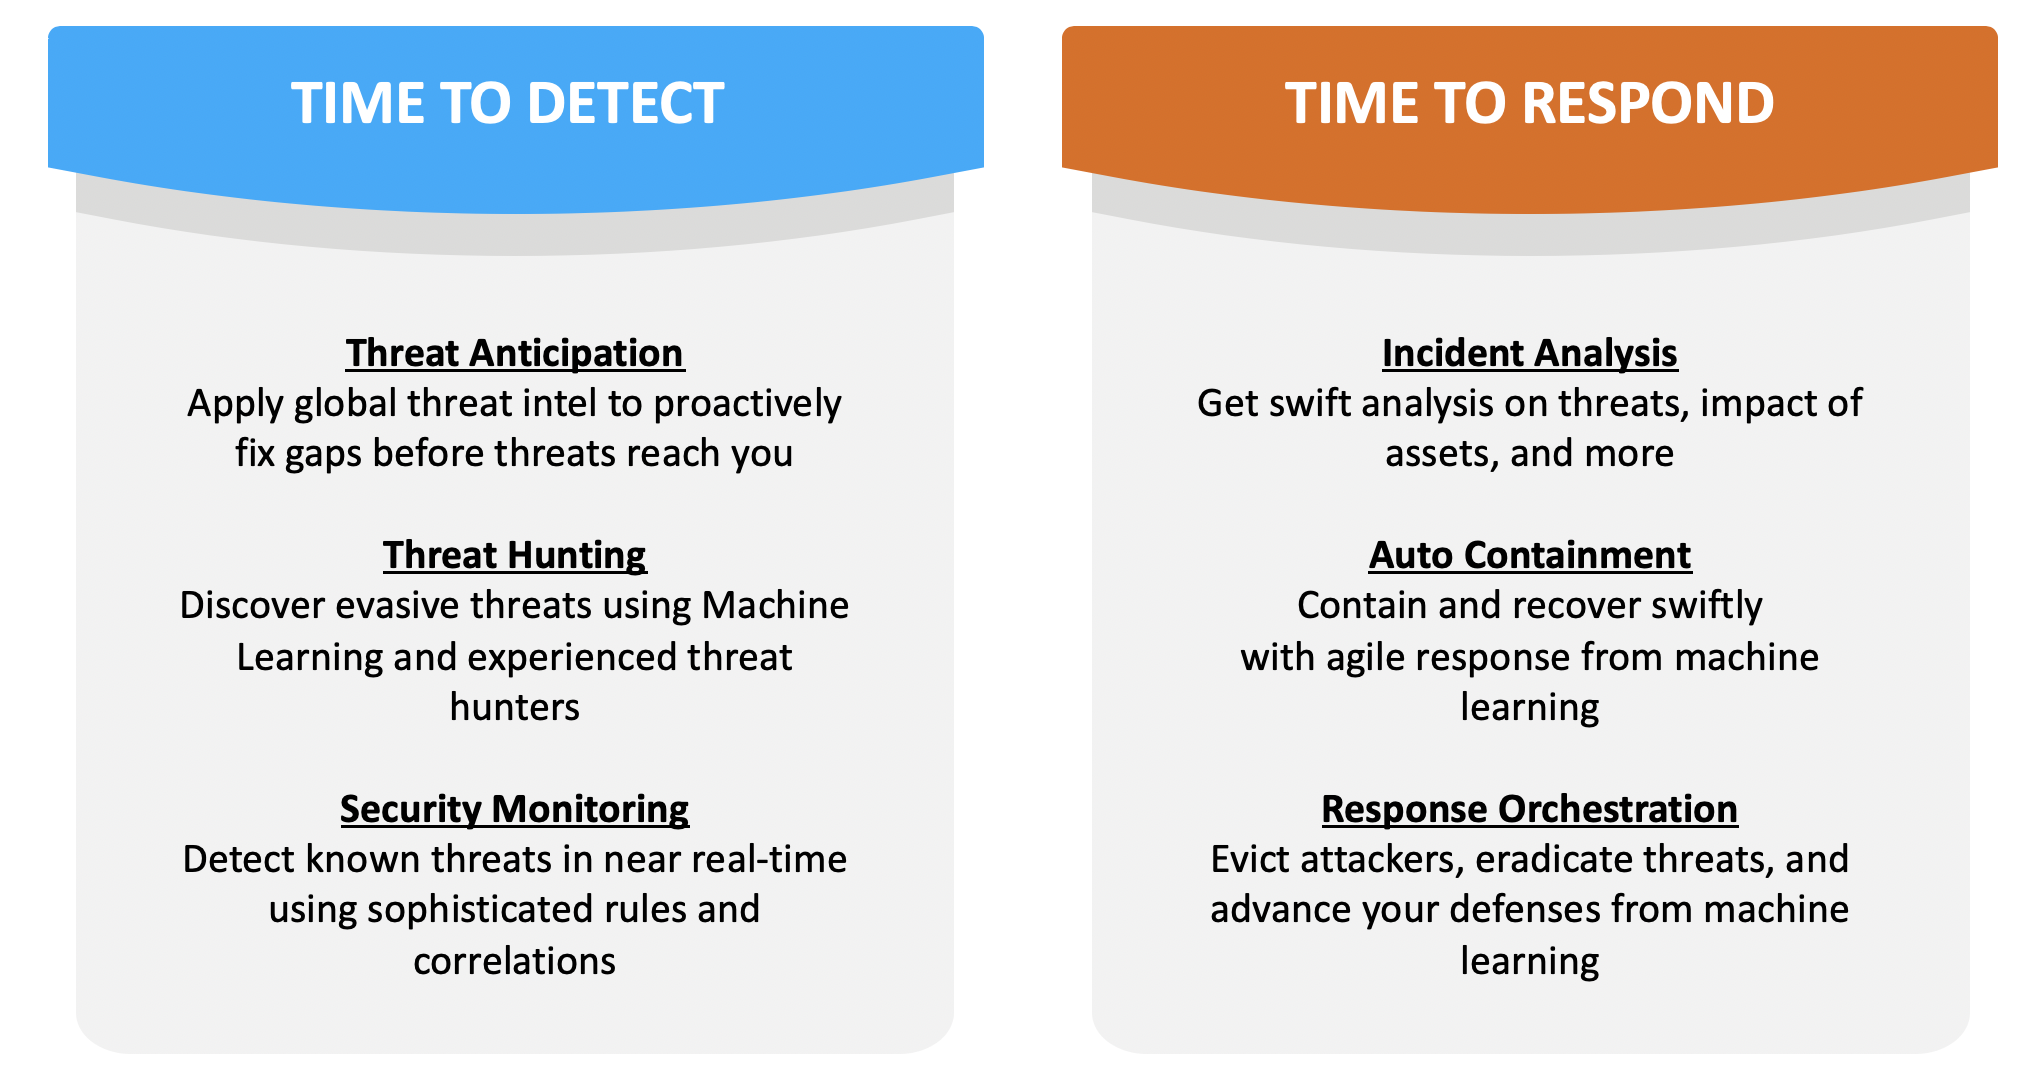 TIME TO DETECT
Threat Anticipation
Apply global threat intel to proactively
fix gaps before threats reach you
Threat Hunting
Discover evasive threats using Machine
Learning and experienced threat
hunters
Security Monitoring
Detect known threats in near real-time
using sophisticated rules and
correlations
TIME TO RESPOND
Incident Analysis
Get swift analysis on threats, impact of
assets, and more
Auto Containment
Contain and recover swiftly
with agile response from machine
learning
Response Orchestration
Evict attackers, eradicate threats, and
advance your defenses from machine
learning